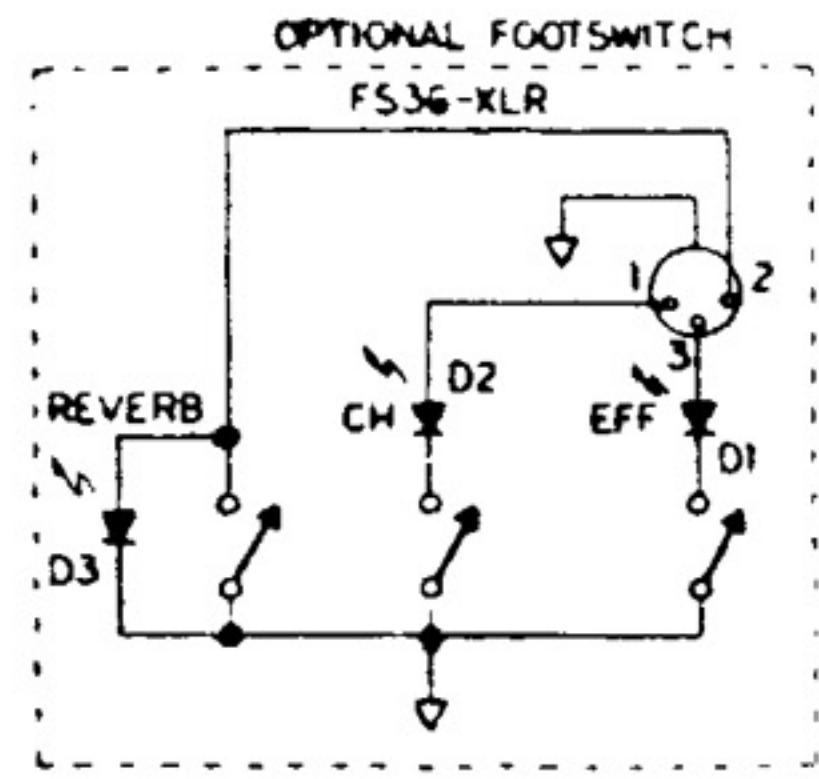 OPTIONAL FOOTSWITCH
FS36-XLR
1
2
3
D2
REVERB
CH
EFF
D1
D3